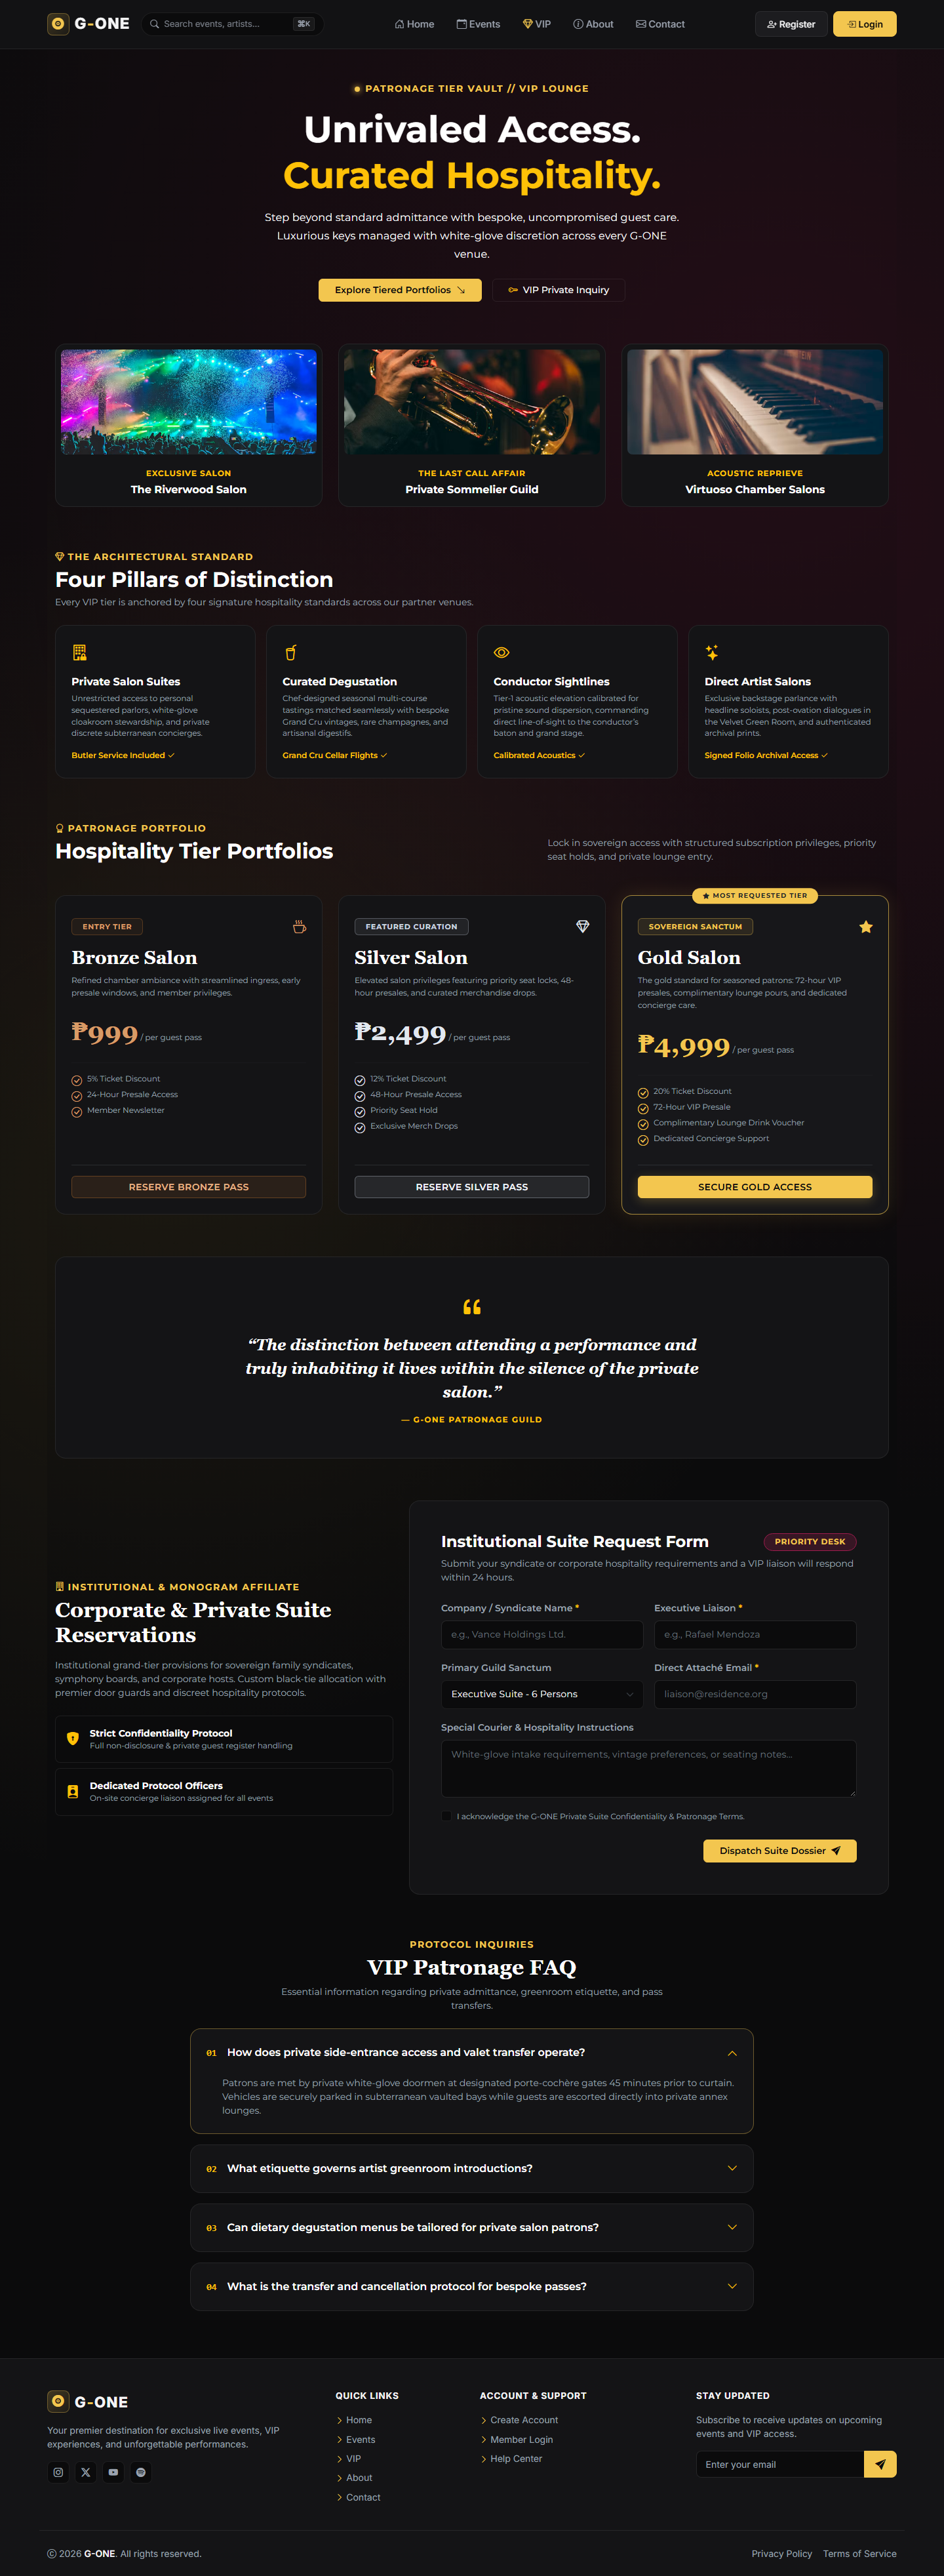 G-ONE
Search events, artists...
⌘K
Home
Events
VIP
About
Contact
Register
Login
PATRONAGE TIER VAULT // VIP LOUNGE
Unrivaled Access.
Curated Hospitality.
Step beyond standard admittance with bespoke, uncompromised guest care.
Luxurious keys managed with white-glove discretion across every G-ONE
venue.
Explore Tiered Portfolios
VIP Private Inquiry
EXCLUSIVE SALON
The Riverwood Salon
THE LAST CALL AFFAIR
Private Sommelier Guild
ACOUSTIC REPRIEVE
Virtuoso Chamber Salons
THE ARCHITECTURAL STANDARD
Four Pillars of Distinction
Every VIP tier is anchored by four signature hospitality standards across our partner venues.
Private Salon Suites
Unrestricted access to personal
sequestered parlors, white-glove
cloakroom stewardship, and private
discrete subterranean concierges.
Butler Service Included
Curated Degustation
Chef-designed seasonal multi-course
tastings matched seamlessly with bespoke
Grand Cru vintages, rare champagnes, and
artisanal digestifs.
Grand Cru Cellar Flights
Conductor Sightlines
Tier-1 acoustic elevation calibrated for
pristine sound dispersion, commanding
direct line-of-sight to the conductor's
baton and grand stage.
Calibrated Acoustics
Direct Artist Salons
Exclusive backstage parlance with
headline soloists, post-ovation dialogues in
the Velvet Green Room, and authenticated
archival prints.
Signed Folio Archival Access
PATRONAGE PORTFOLIO
Hospitality Tier Portfolios
Lock in sovereign access with structured subscription privileges, priority
seat holds, and private lounge entry.
ENTRY TIER
Bronze Salon
Refined chamber ambiance with streamlined ingress, early
presale windows, and member privileges.
₱999 / per guest pass
5% Ticket Discount
24-Hour Presale Access
Member Newsletter
RESERVE BRONZE PASS
FEATURED CURATION
Silver Salon
Elevated salon privileges featuring priority seat locks, 48-
hour presales, and curated merchandise drops.
₱2,499 / per guest pass
12% Ticket Discount
48-Hour Presale Access
Priority Seat Hold
Exclusive Merch Drops
RESERVE SILVER PASS
MOST REQUESTED TIER
SOVEREIGN SANCTUM
Gold Salon
The gold standard for seasoned patrons: 72-hour VIP
presales, complimentary lounge pours, and dedicated
concierge care.
₱4,999 / per guest pass
20% Ticket Discount
72-Hour VIP Presale
Complimentary Lounge Drink Voucher
Dedicated Concierge Support
SECURE GOLD ACCESS
“The distinction between attending a performance and
truly inhabiting it lives within the silence of the private
salon.”
— G-ONE PATRONAGE GUILD
INSTITUTIONAL & MONOGRAM AFFILIATE
Corporate & Private Suite
Reservations
Institutional grand-tier provisions for sovereign family syndicates,
symphony boards, and corporate hosts. Custom black-tie allocation with
premier door guards and discreet hospitality protocols.
Strict Confidentiality Protocol
Full non-disclosure & private guest register handling
Dedicated Protocol Officers
On-site concierge liaison assigned for all events
Institutional Suite Request Form
PRIORITY DESK
Submit your syndicate or corporate hospitality requirements and a VIP liaison will respond
within 24 hours.
Company / Syndicate Name *
Executive Liaison *
e.g., Vance Holdings Ltd.
e.g., Rafael Mendoza
Primary Guild Sanctum
Direct Attaché Email *
Executive Suite - 6 Persons
liaison@residence.org
Special Courier & Hospitality Instructions
White-glove intake requirements, vintage preferences, or seating notes...
I acknowledge the G-ONE Private Suite Confidentiality & Patronage Terms.
Dispatch Suite Dossier
PROTOCOL INQUIRIES
VIP Patronage FAQ
Essential information regarding private admittance, greenroom etiquette, and pass
transfers.
01 How does private side-entrance access and valet transfer operate?
Patrons are met by private white-glove doormen at designated porte-cochère gates 45 minutes prior to curtain.
Vehicles are securely parked in subterranean vaulted bays while guests are escorted directly into private annex
lounges.
02 What etiquette governs artist greenroom introductions?
03 Can dietary degustation menus be tailored for private salon patrons?
04 What is the transfer and cancellation protocol for bespoke passes?
G-ONE
Your premier destination for exclusive live events, VIP
experiences, and unforgettable performances.
QUICK LINKS
Home
Events
VIP
About
Contact
ACCOUNT & SUPPORT
Create Account
Member Login
Help Center
STAY UPDATED
Subscribe to receive updates on upcoming
events and VIP access.
Enter your email
© 2026 G-ONE. All rights reserved.
Privacy Policy
Terms of Service